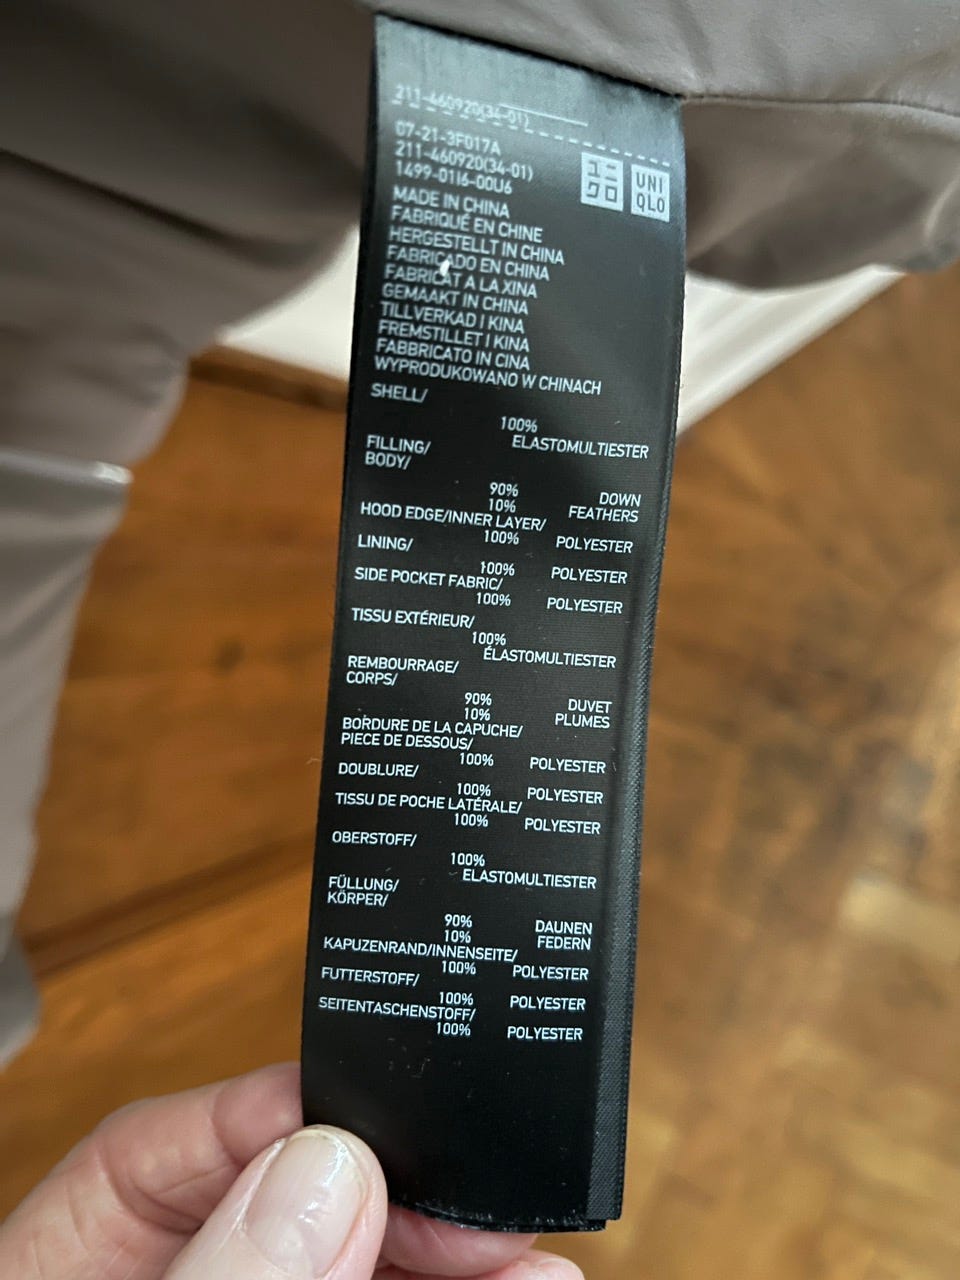 211-460920(34-01)
07-21-3F017A
211-460920(34-01)
1499-01I6-00U6
ユニ
クロ
UNI
QLO
MADE IN CHINA
FABRIQUÉ EN CHINE
HERGESTELLT IN CHINA
FABRICADO EN CHINA
FABRICAT A LA XINA
GEMAAKT IN CHINA
TILLVERKAD I KINA
FREMSTILLET I KINA
FABBRICATO IN CINA
WYPRODUKOWANO W CHINACH
SHELL/
100% ELASTOMULTIESTER
FILLING/
BODY/
90% DOWN
10% FEATHERS
HOOD EDGE/INNER LAYER/
100% POLYESTER
LINING/
100% POLYESTER
SIDE POCKET FABRIC/
100% POLYESTER
TISSU EXTÉRIEUR/
100% ÉLASTOMULTIESTER
REMBOURRAGE/
CORPS/
90% DUVET
10% PLUMES
BORDURE DE LA CAPUCHE/
PIECE DE DESSOUS/
100% POLYESTER
DOUBLURE/
100% POLYESTER
TISSU DE POCHE LATÉRALE/
100% POLYESTER
OBERSTOFF/
100% ELASTOMULTIESTER
FÜLLUNG/
KÖRPER/
90% DAUNEN
10% FEDERN
KAPUZENRAND/INNENSEITE/
100% POLYESTER
FUTTERSTOFF/
100% POLYESTER
SEITENTASCHENSTOFF/
100% POLYESTER